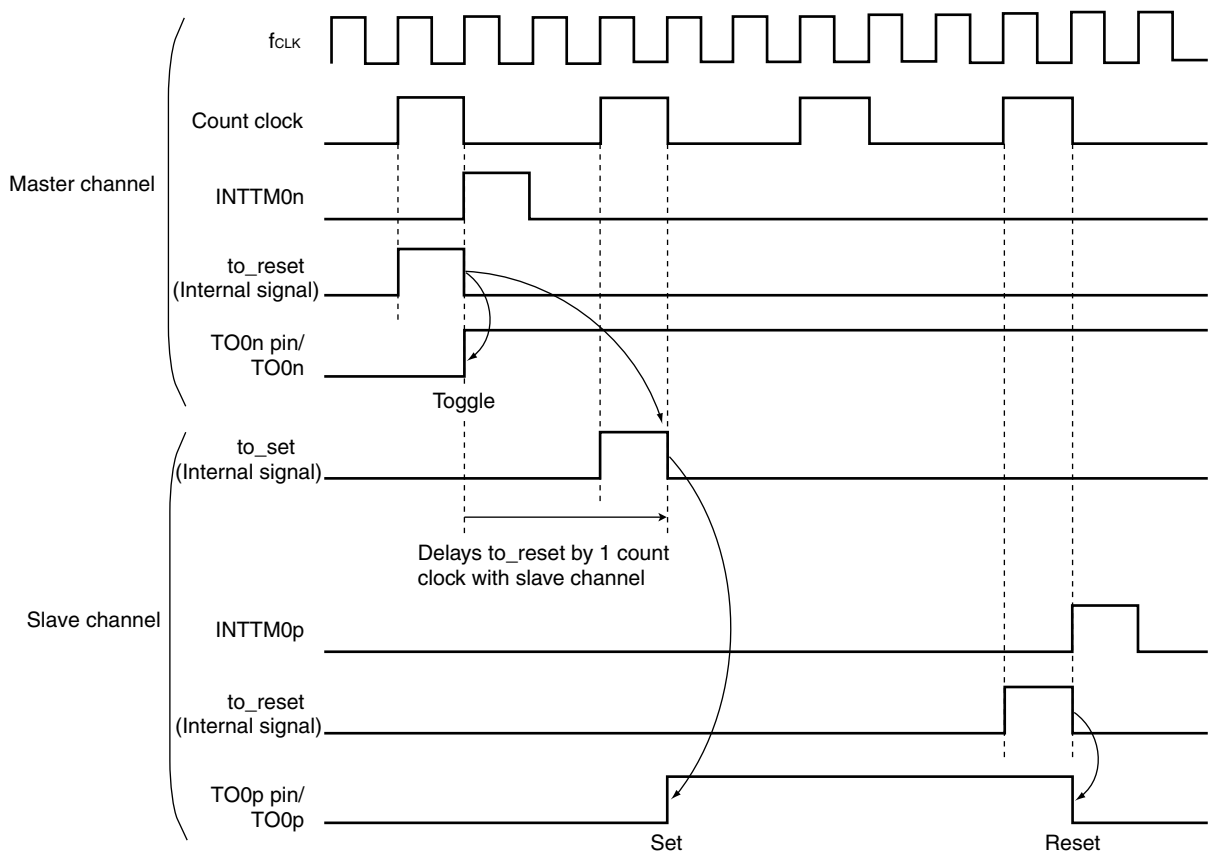 fCLK
Count clock
Master channel
INTTM0n
to_reset
(Internal signal)
TO0n pin/
TO0n
Toggle
to_set
(Internal signal)
Delays to_reset by 1 count
clock with slave channel
Slave channel
INTTM0p
to_reset
(Internal signal)
TO0p pin/
TO0p
Set
Reset